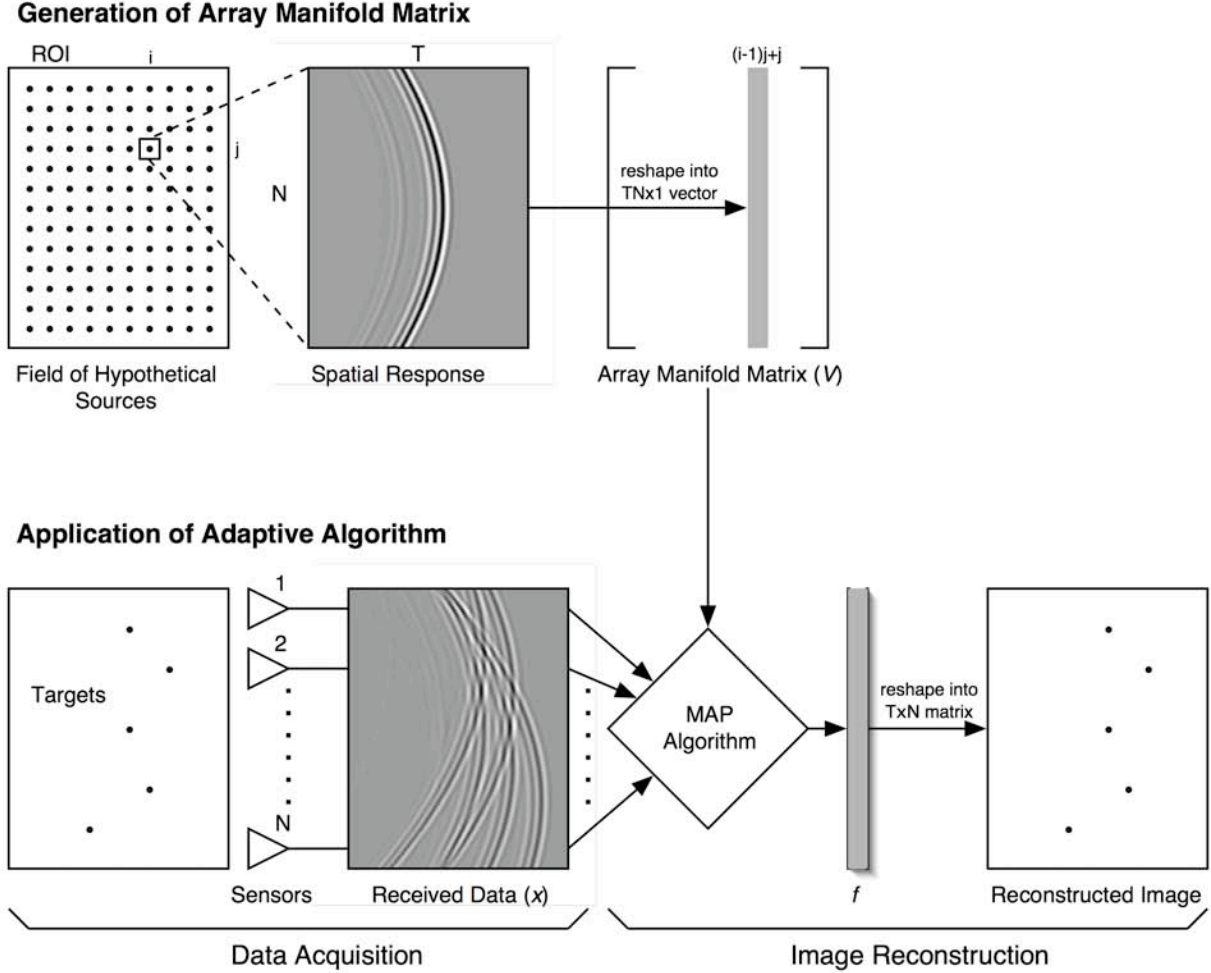 Generation of Array Manifold Matrix
ROI
i
T
(i-1)j+j
j
N
reshape into
TNx1 vector
Field of Hypothetical
Sources
Spatial Response
Array Manifold Matrix (V)
Application of Adaptive Algorithm
1
2
Targets
N
MAP
Algorithm
reshape into
TxN matrix
Sensors
Received Data (x)
f
Reconstructed Image
Data Acquisition
Image Reconstruction